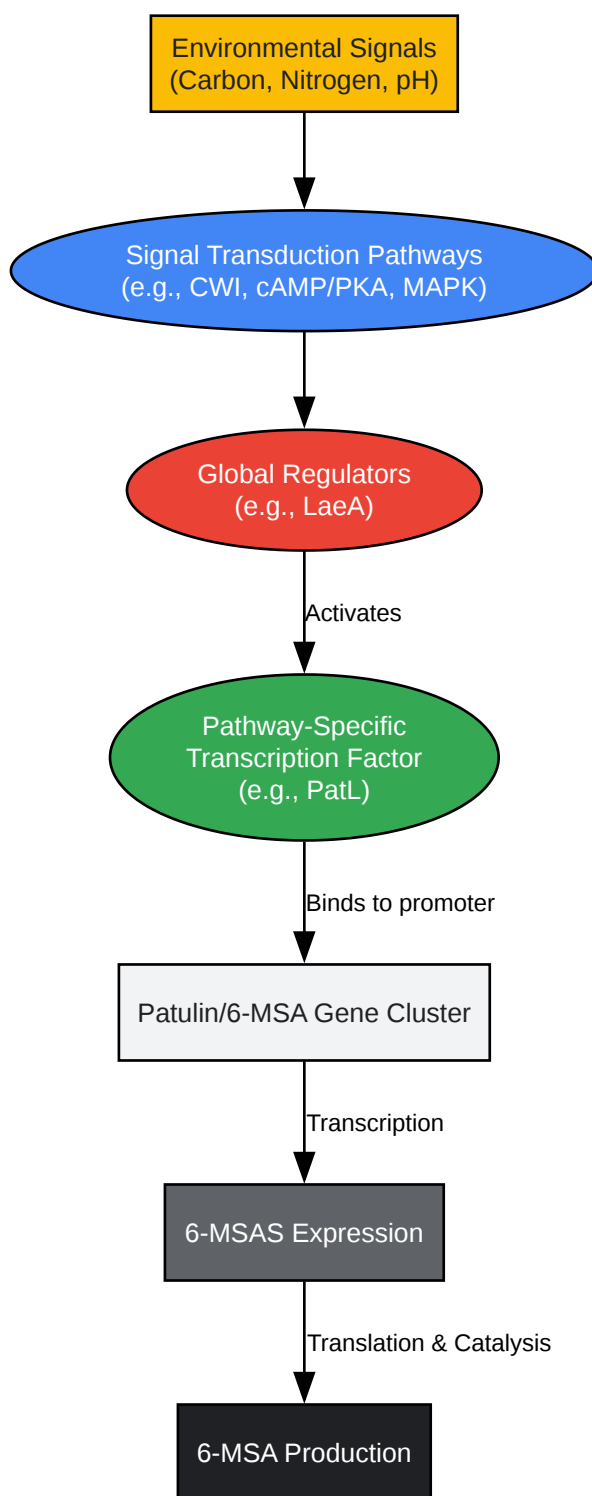 Environmental Signals
(Carbon, Nitrogen, pH)
Signal Transduction Pathways
(e.g., CWI, cAMP/PKA, MAPK)
Global Regulators
(e.g., LaeA)
Activates
Pathway-Specific
Transcription Factor
(e.g., PatL)
Binds to promoter
Patulin/6-MSA Gene Cluster
Transcription
6-MSAS Expression
Translation & Catalysis
6-MSA Production